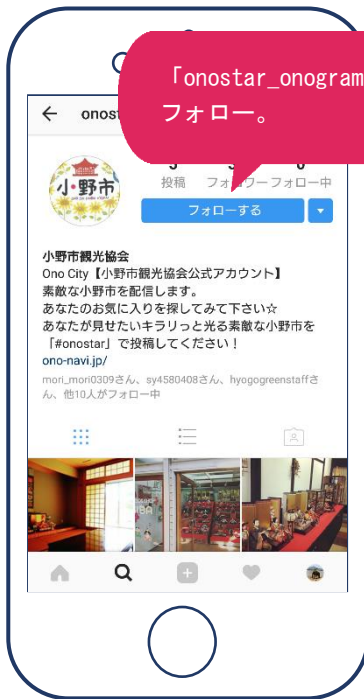 「onostar_onogram
フォロー。
onost
投稿 フォロワー フォロー中
小野市
フォローする
小野市観光協会
Ono City【小野市観光協会公式アカウント】
素敵な小野市を配信します。
あなたのお気に入りを探してみて下さい☆
あなたが見せたいキラリっと光る素敵な小野市を
「#onostar」で投稿してください！
ono-navi.jp/
mori_mori0309さん、sy4580408さん、hyogogreenstaffさ
ん、他10人がフォロー中